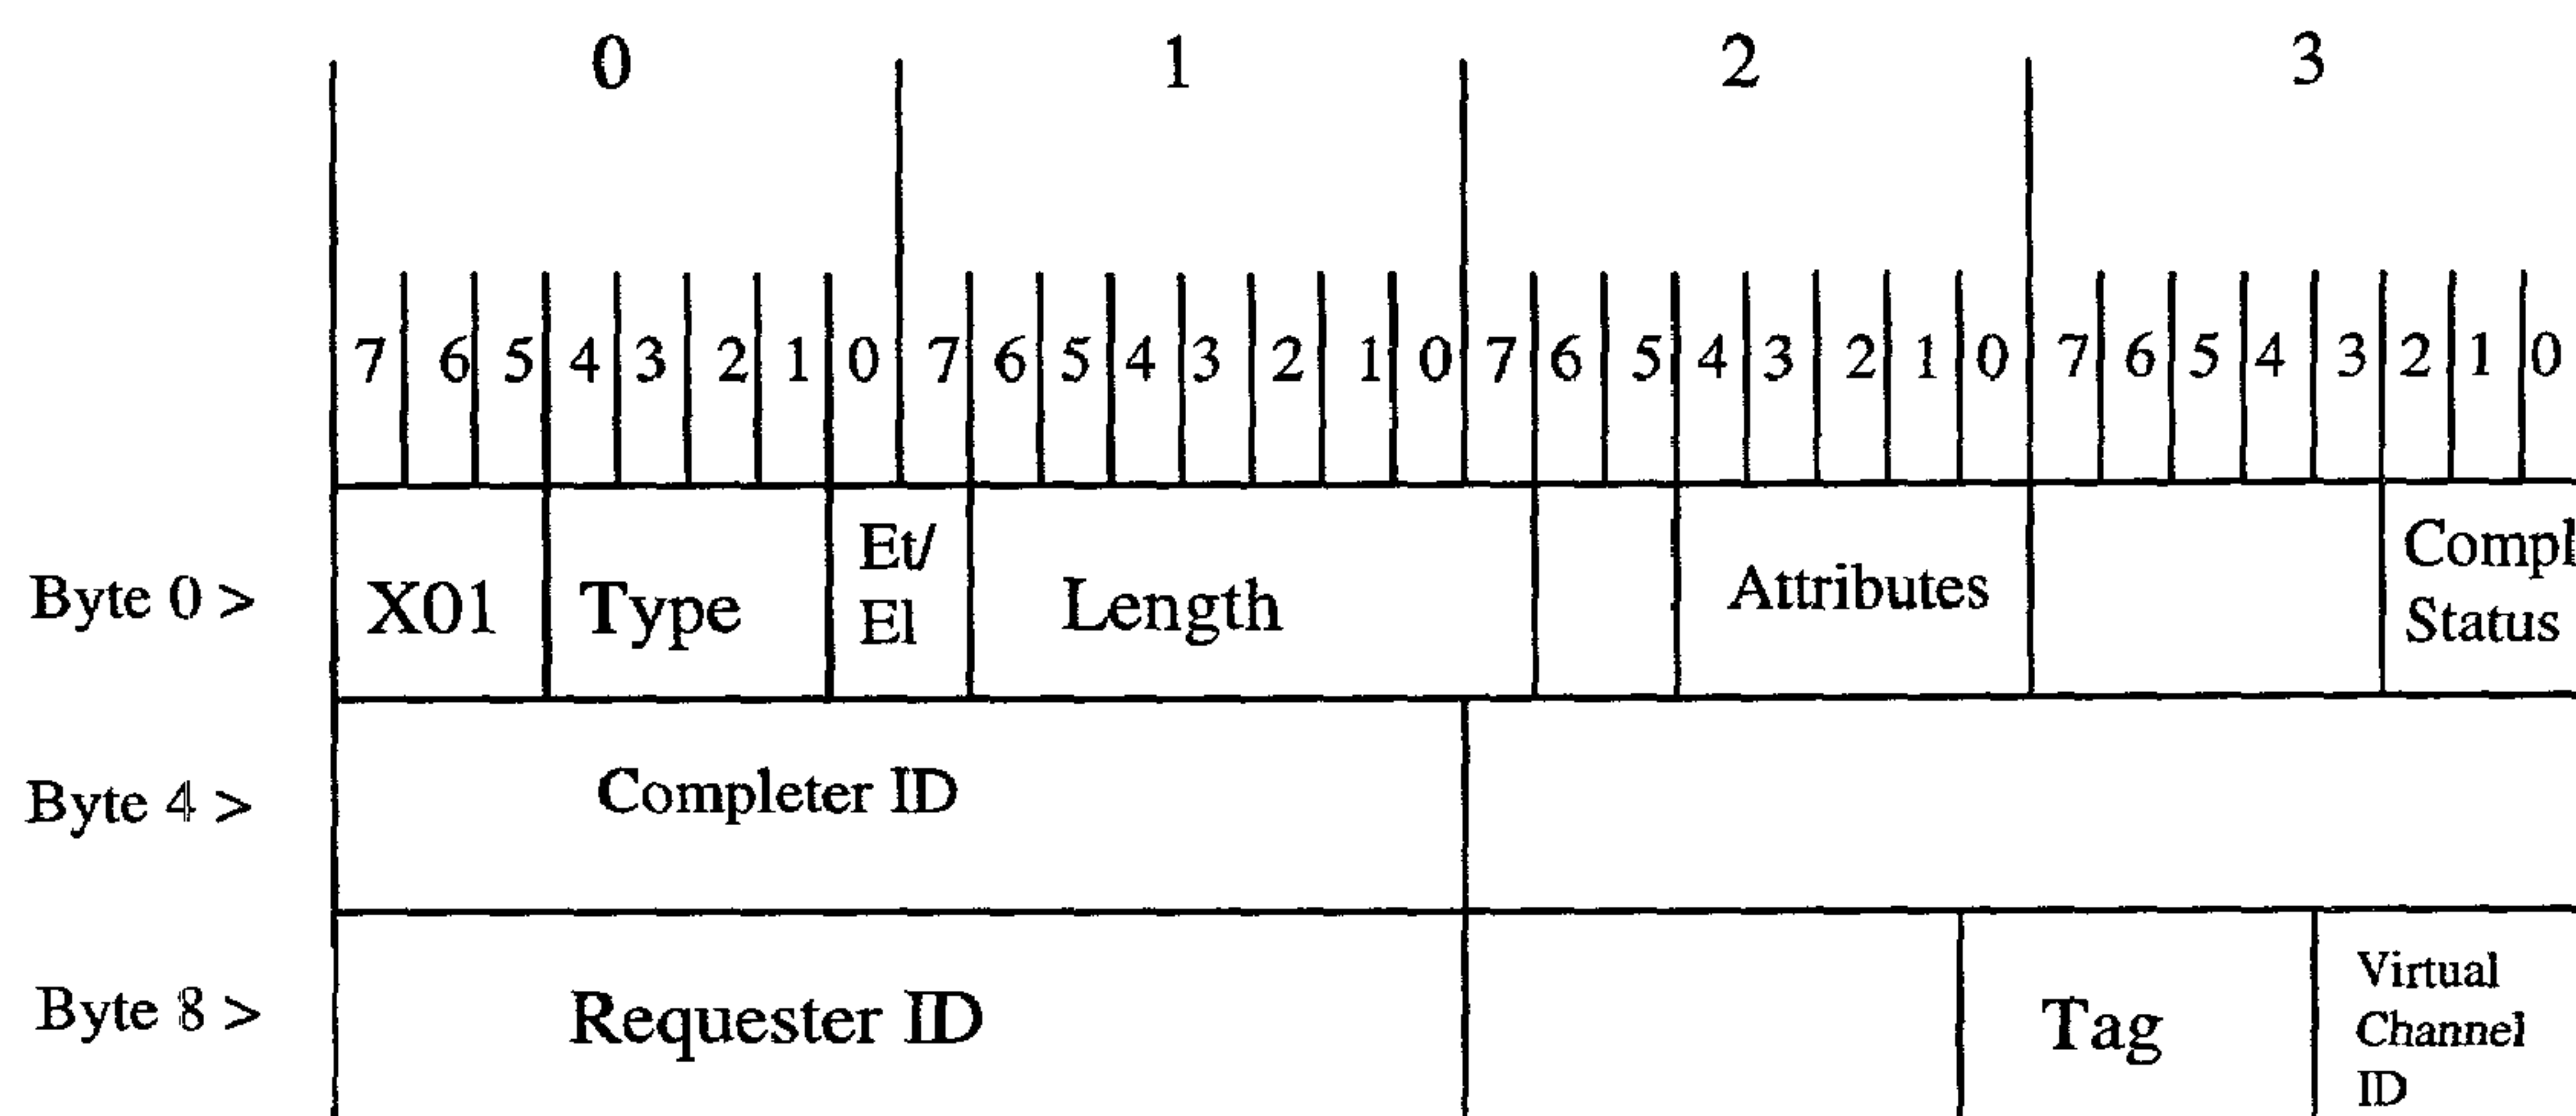 0 1 2 3
7 6 5 4 3 2 1 0 7 6 5 4 3 2 1 0 7 6 5 4 3 2 1 0 7 6 5 4 3 2 1 0
Byte 0 > X01 Type Et/ El Length Attributes Compl Status
Byte 4 > Completer ID
Byte 8 > Requester ID Tag Virtual Channel ID